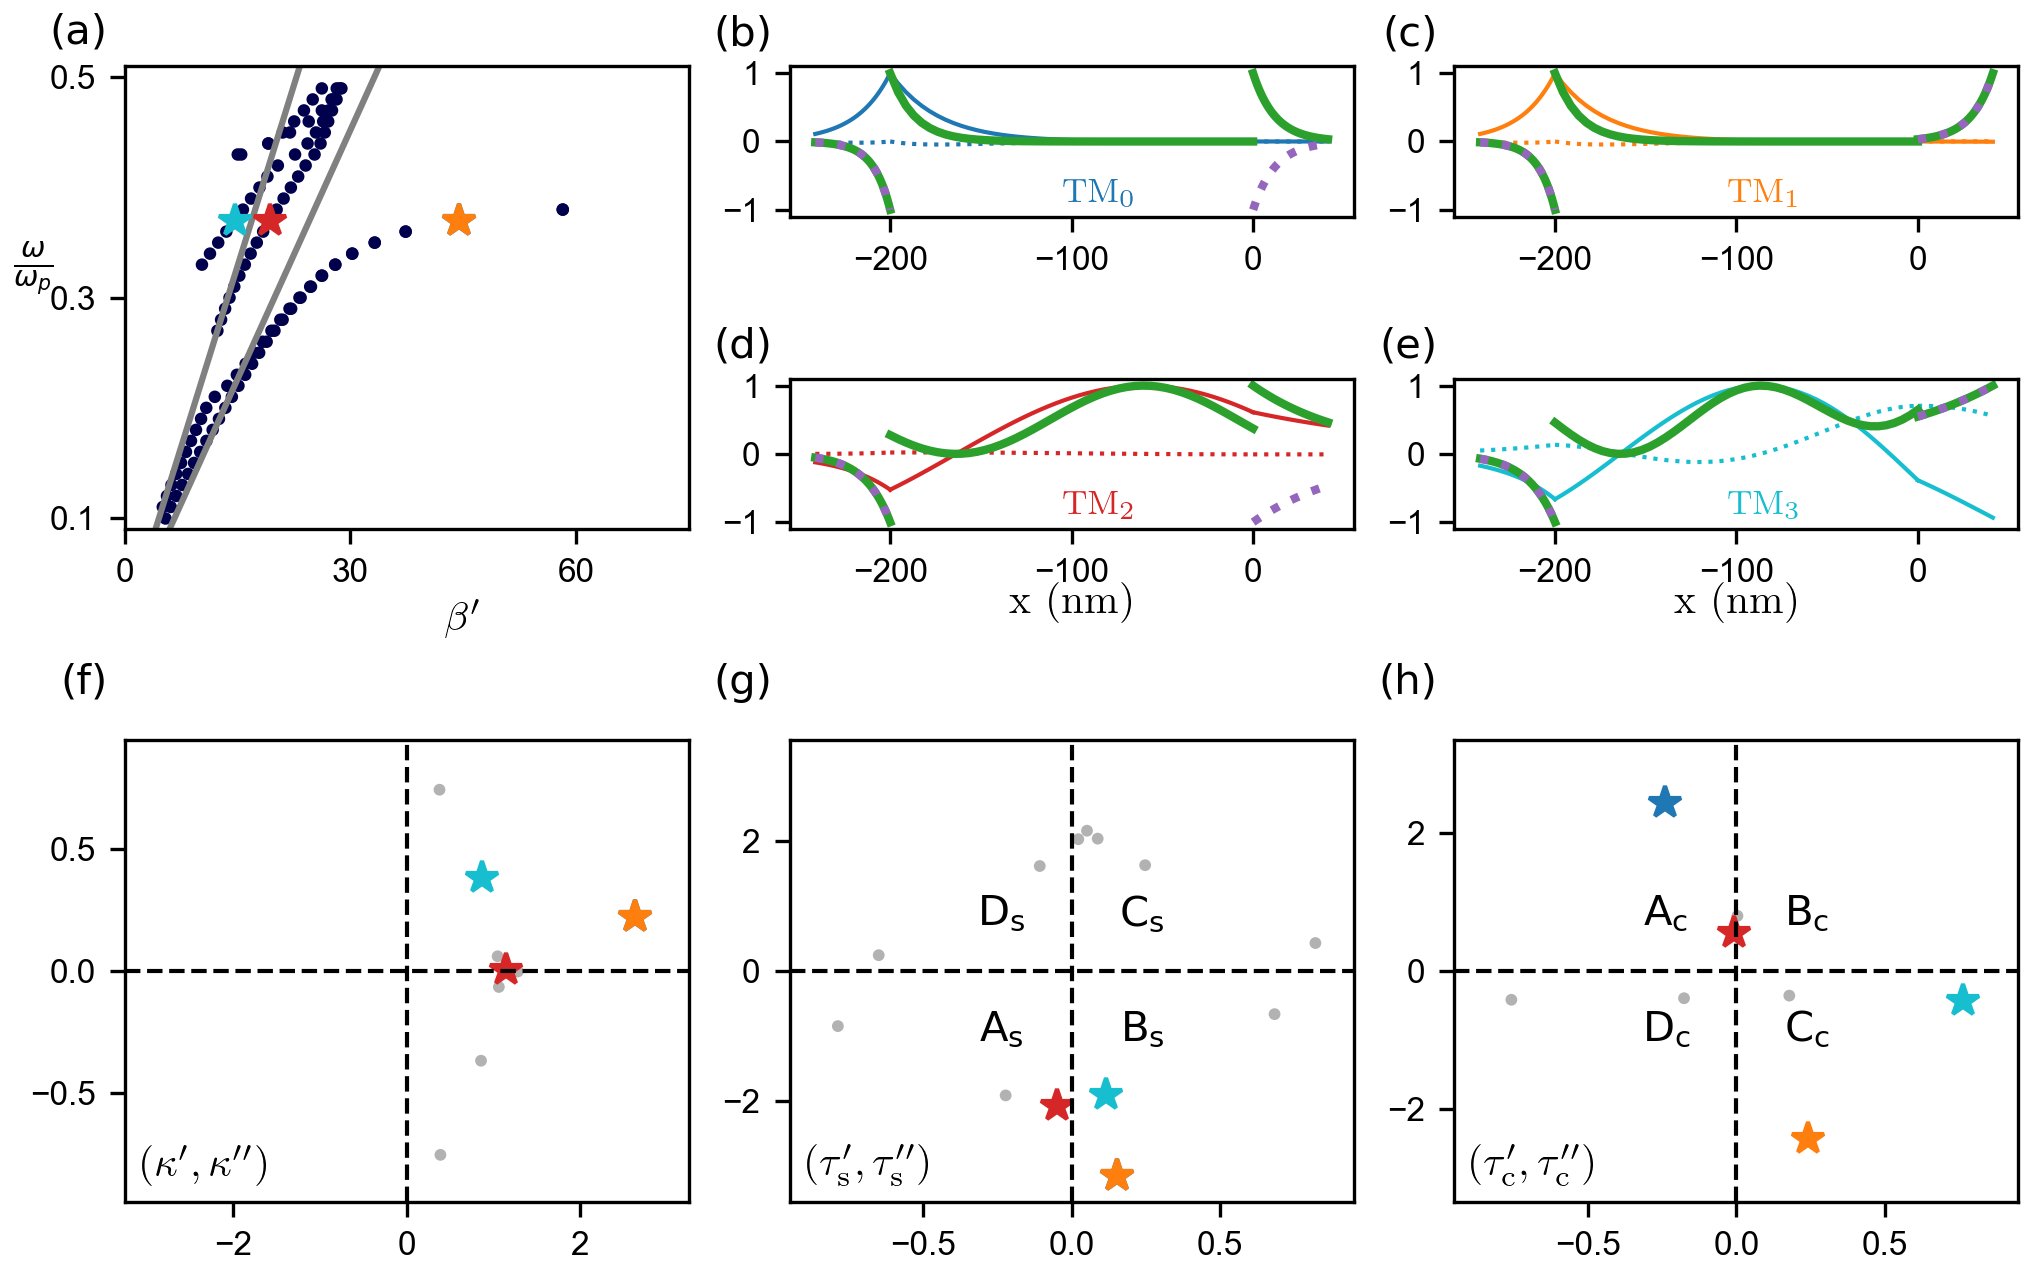 (a)
0.5
0.3
0.1
ω/ω_p
0 30 60
β′
(b)
1
0
−1
TM₀
−200 −100 0
(c)
1
0
−1
TM₁
−200 −100 0
(d)
1
0
−1
TM₂
−200 −100 0
x (nm)
(e)
1
0
−1
TM₃
−200 −100 0
x (nm)
(f)
0.5
0.0
−0.5
(κ′, κ″)
−2 0 2
(g)
2
0
−2
D_s C_s
A_s B_s
(τ′_s, τ″_s)
−0.5 0.0 0.5
(h)
2
0
−2
A_c B_c
D_c C_c
(τ′_c, τ″_c)
−0.5 0.0 0.5